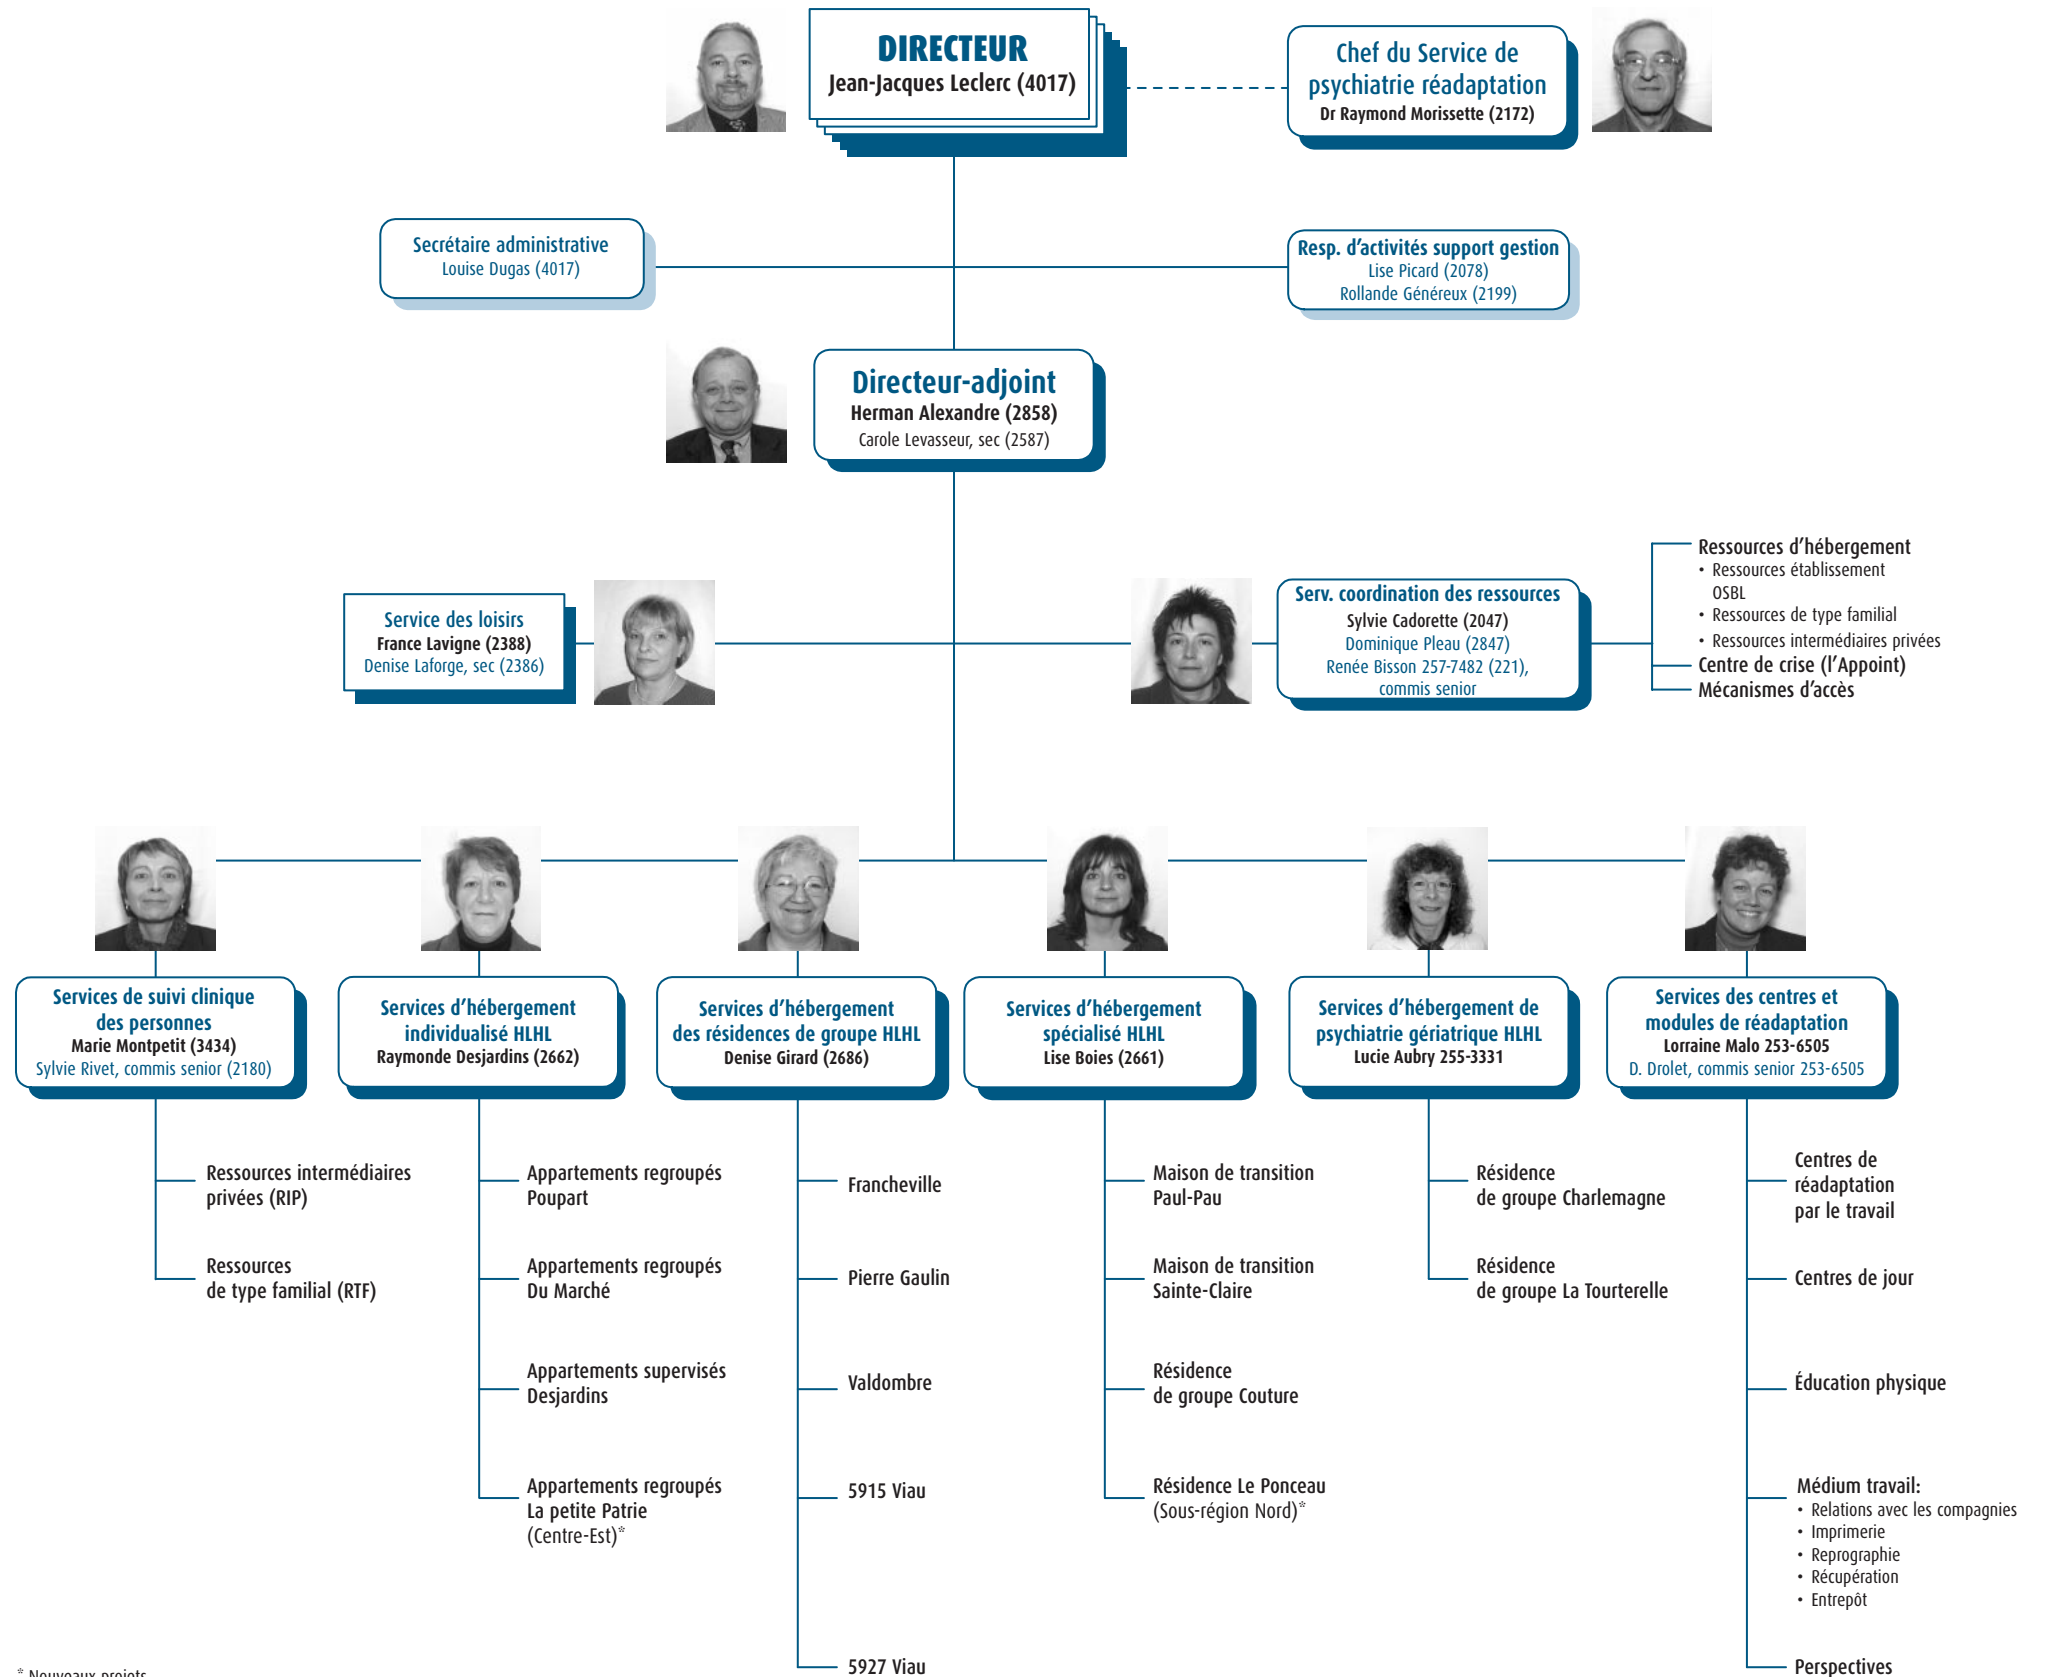 DIRECTEUR
Jean-Jacques Leclerc (4017)
Chef du Service de
psychiatrie réadaptation
Dr Raymond Morissette (2172)
Secrétaire administrative
Louise Dugas (4017)
Resp. d'activités support gestion
Lise Picard (2078)
Rollande Généreux (2199)
Directeur-adjoint
Herman Alexandre (2858)
Carole Levasseur, sec (2587)
Service des loisirs
France Lavigne (2388)
Denise Laforge, sec (2386)
Serv. coordination des ressources
Sylvie Cadorette (2047)
Dominique Pleau (2847)
Renée Bisson 257-7482 (221),
commis senior
Ressources d'hébergement
• Ressources établissement
OSBL
• Ressources de type familial
• Ressources intermédiaires privées
Centre de crise (l'Appoint)
Mécanismes d'accès
Services de suivi clinique
des personnes
Marie Montpetit (3434)
Sylvie Rivet, commis senior (2180)
Ressources intermédiaires
privées (RIP)
Ressources
de type familial (RTF)
Services d'hébergement
individualisé HLHL
Raymonde Desjardins (2662)
Appartements regroupés
Poupart
Appartements regroupés
Du Marché
Appartements supervisés
Desjardins
Appartements regroupés
La petite Patrie
(Centre-Est)*
Services d'hébergement
des résidences de groupe HLHL
Denise Girard (2686)
Francheville
Pierre Gaulin
Valdombre
5915 Viau
5927 Viau
Services d'hébergement
spécialisé HLHL
Lise Boies (2661)
Maison de transition
Paul-Pau
Maison de transition
Sainte-Claire
Résidence
de groupe Couture
Résidence Le Ponceau
(Sous-région Nord)*
Services d'hébergement de
psychiatrie gériatrique HLHL
Lucie Aubry 255-3331
Résidence
de groupe Charlemagne
Résidence
de groupe La Tourterelle
Services des centres et
modules de réadaptation
Lorraine Malo 253-6505
D. Drolet, commis senior 253-6505
Centres de
réadaptation
par le travail
Centres de jour
Éducation physique
Médium travail:
• Relations avec les compagnies
• Imprimerie
• Reprographie
• Récupération
• Entrepôt
Perspectives
* Nouveaux projets